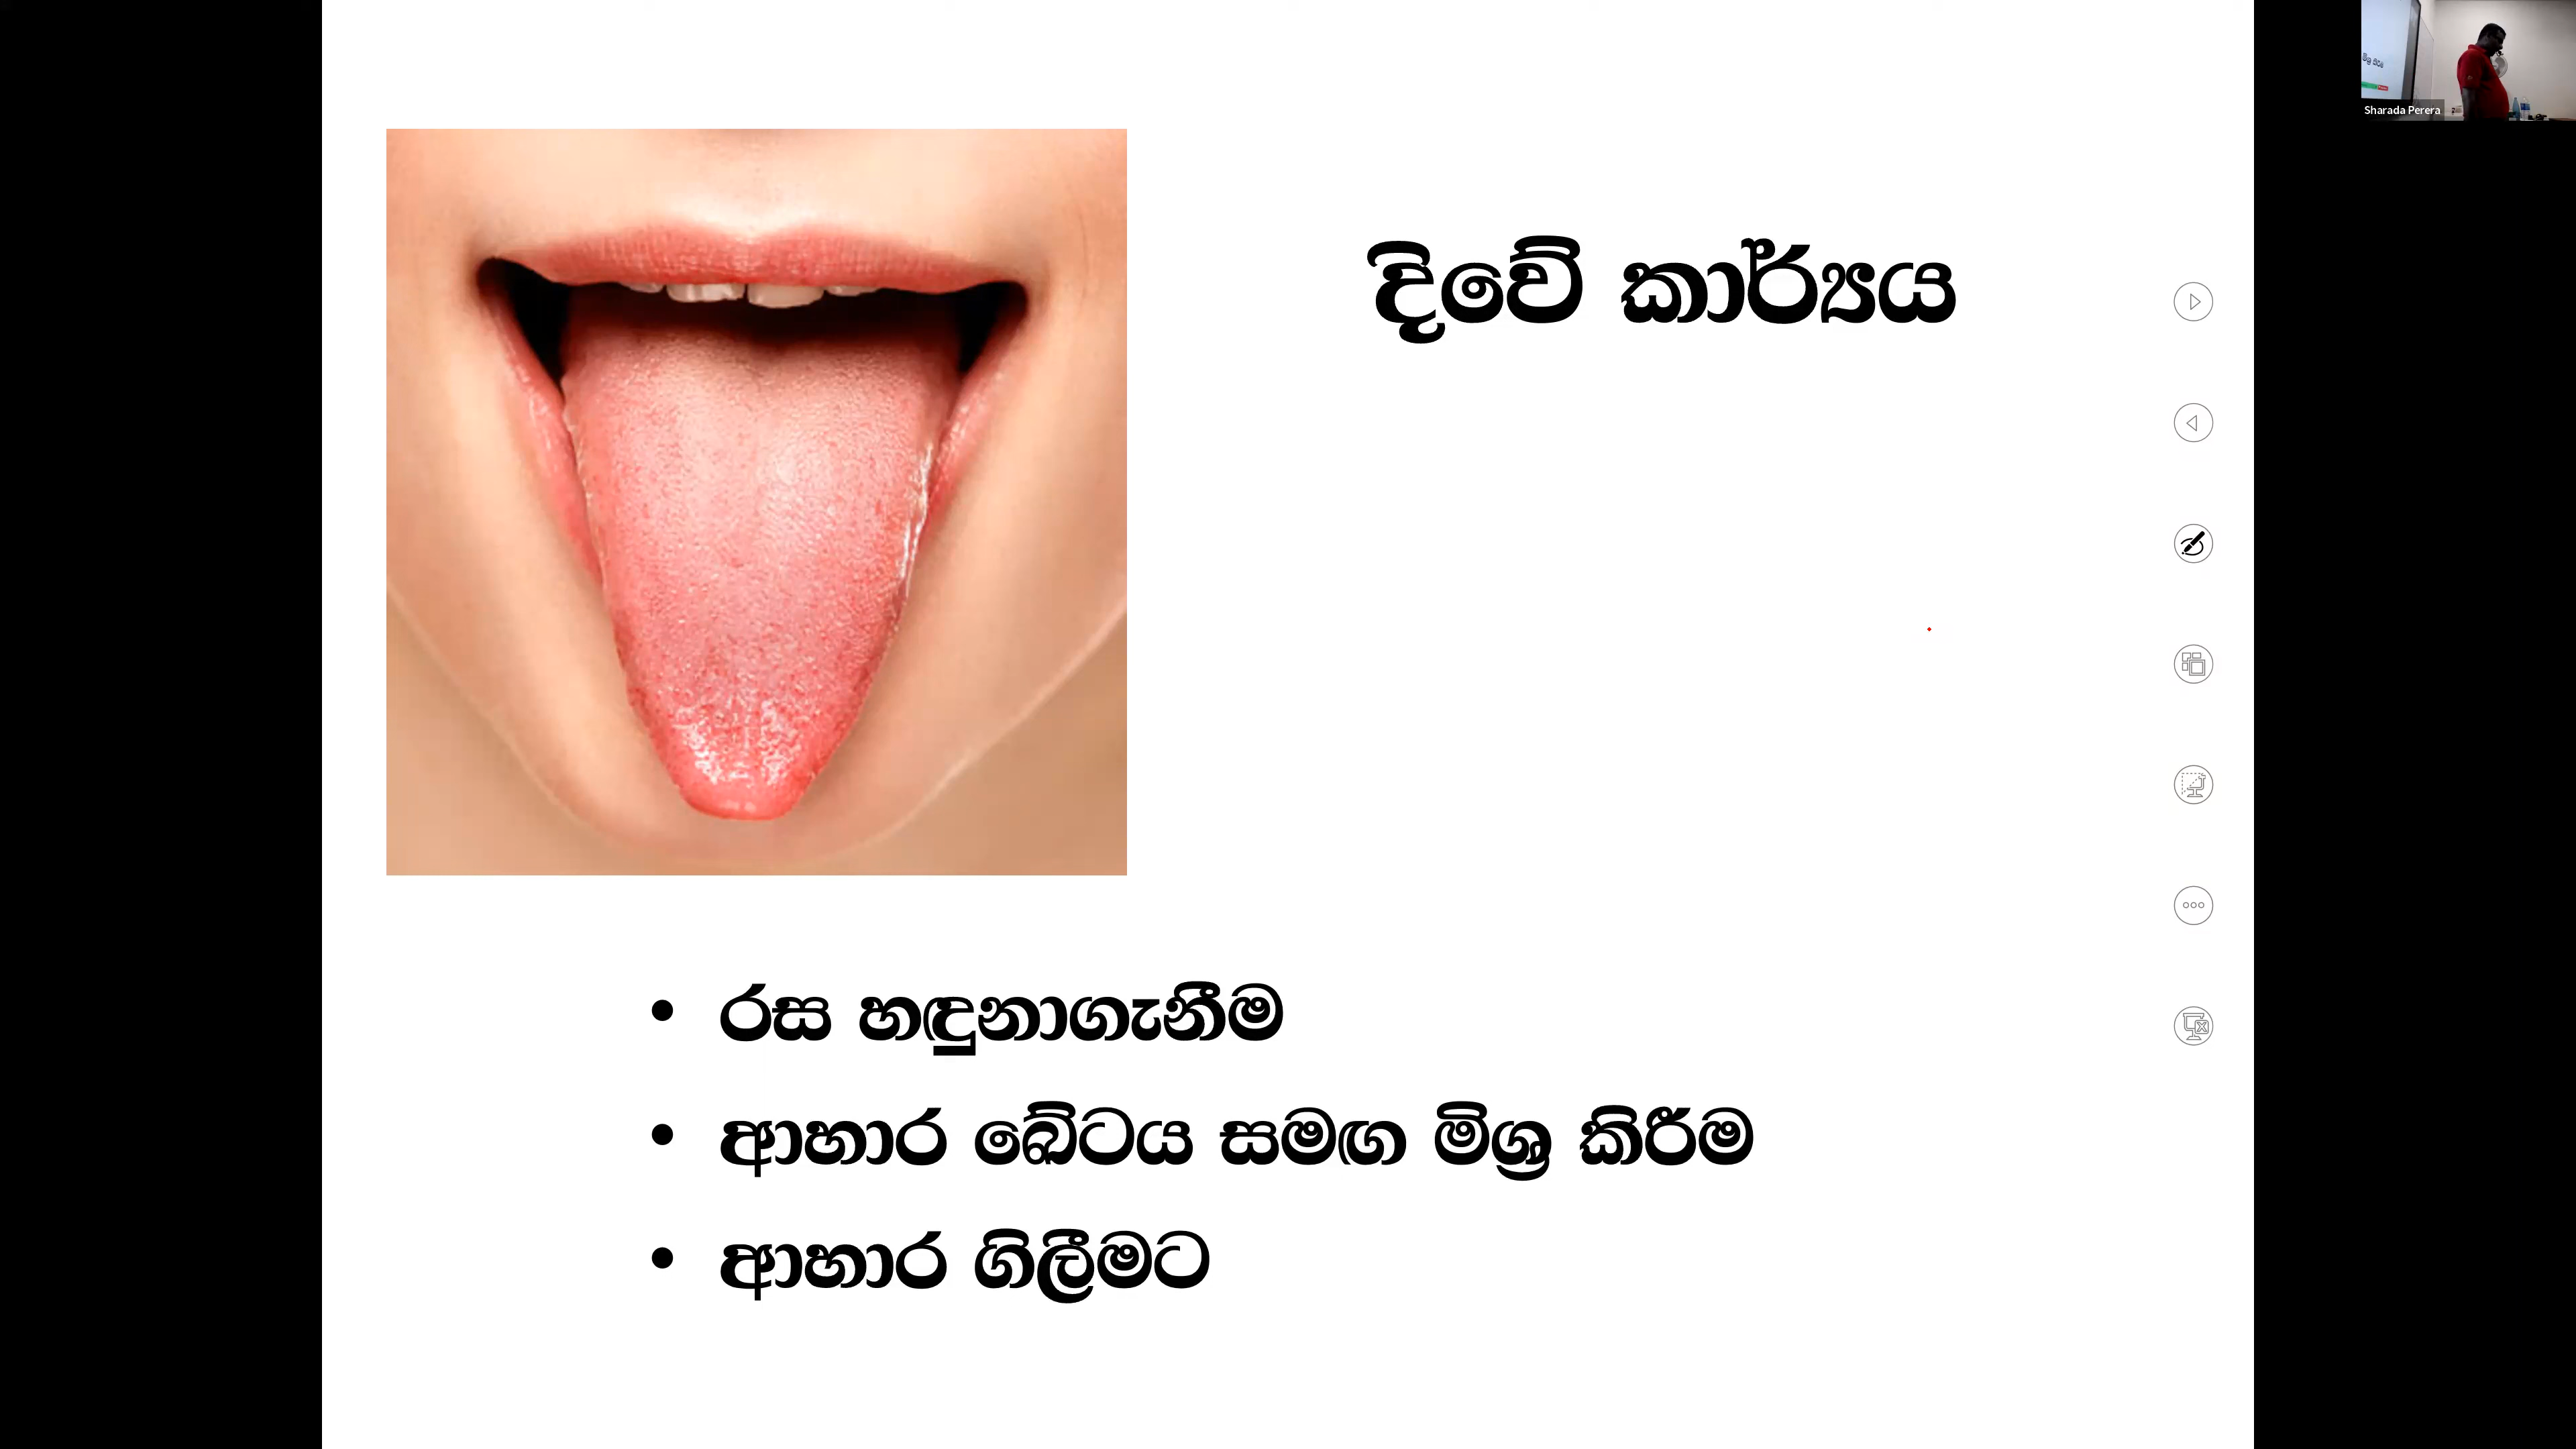 දිවේ කාර්යය
Sharada Perera
• රස හඳුනාගැනීම
• ආහාර ඛේටය සමඟ මිශ්‍ර කිරීම
• ආහාර ගිලීමට